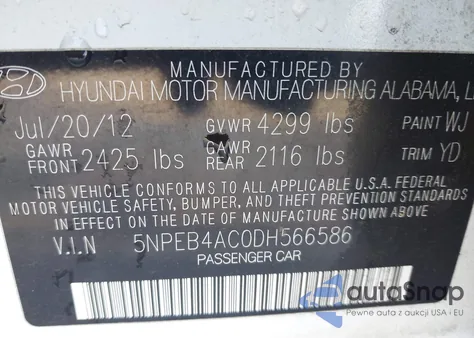 MANUFACTURED BY
HYUNDAI MOTOR MANUFACTURING ALABAMA, L
Jul/20/12 GVWR 4299 lbs PAINT WJ
GAWR FRONT 2425 lbs GAWR REAR 2116 lbs TRIM YD
THIS VEHICLE CONFORMS TO ALL APPLICABLE U.S.A. FEDERAL
MOTOR VEHICLE SAFETY, BUMPER, AND THEFT PREVENTION STANDARDS
IN EFFECT ON THE DATE OF MANUFACTURE SHOWN ABOVE.
V.I.N 5NPEB4AC0DH566586
PASSENGER CAR
autoSnap
Pewne auta z aukcji USA - i EU